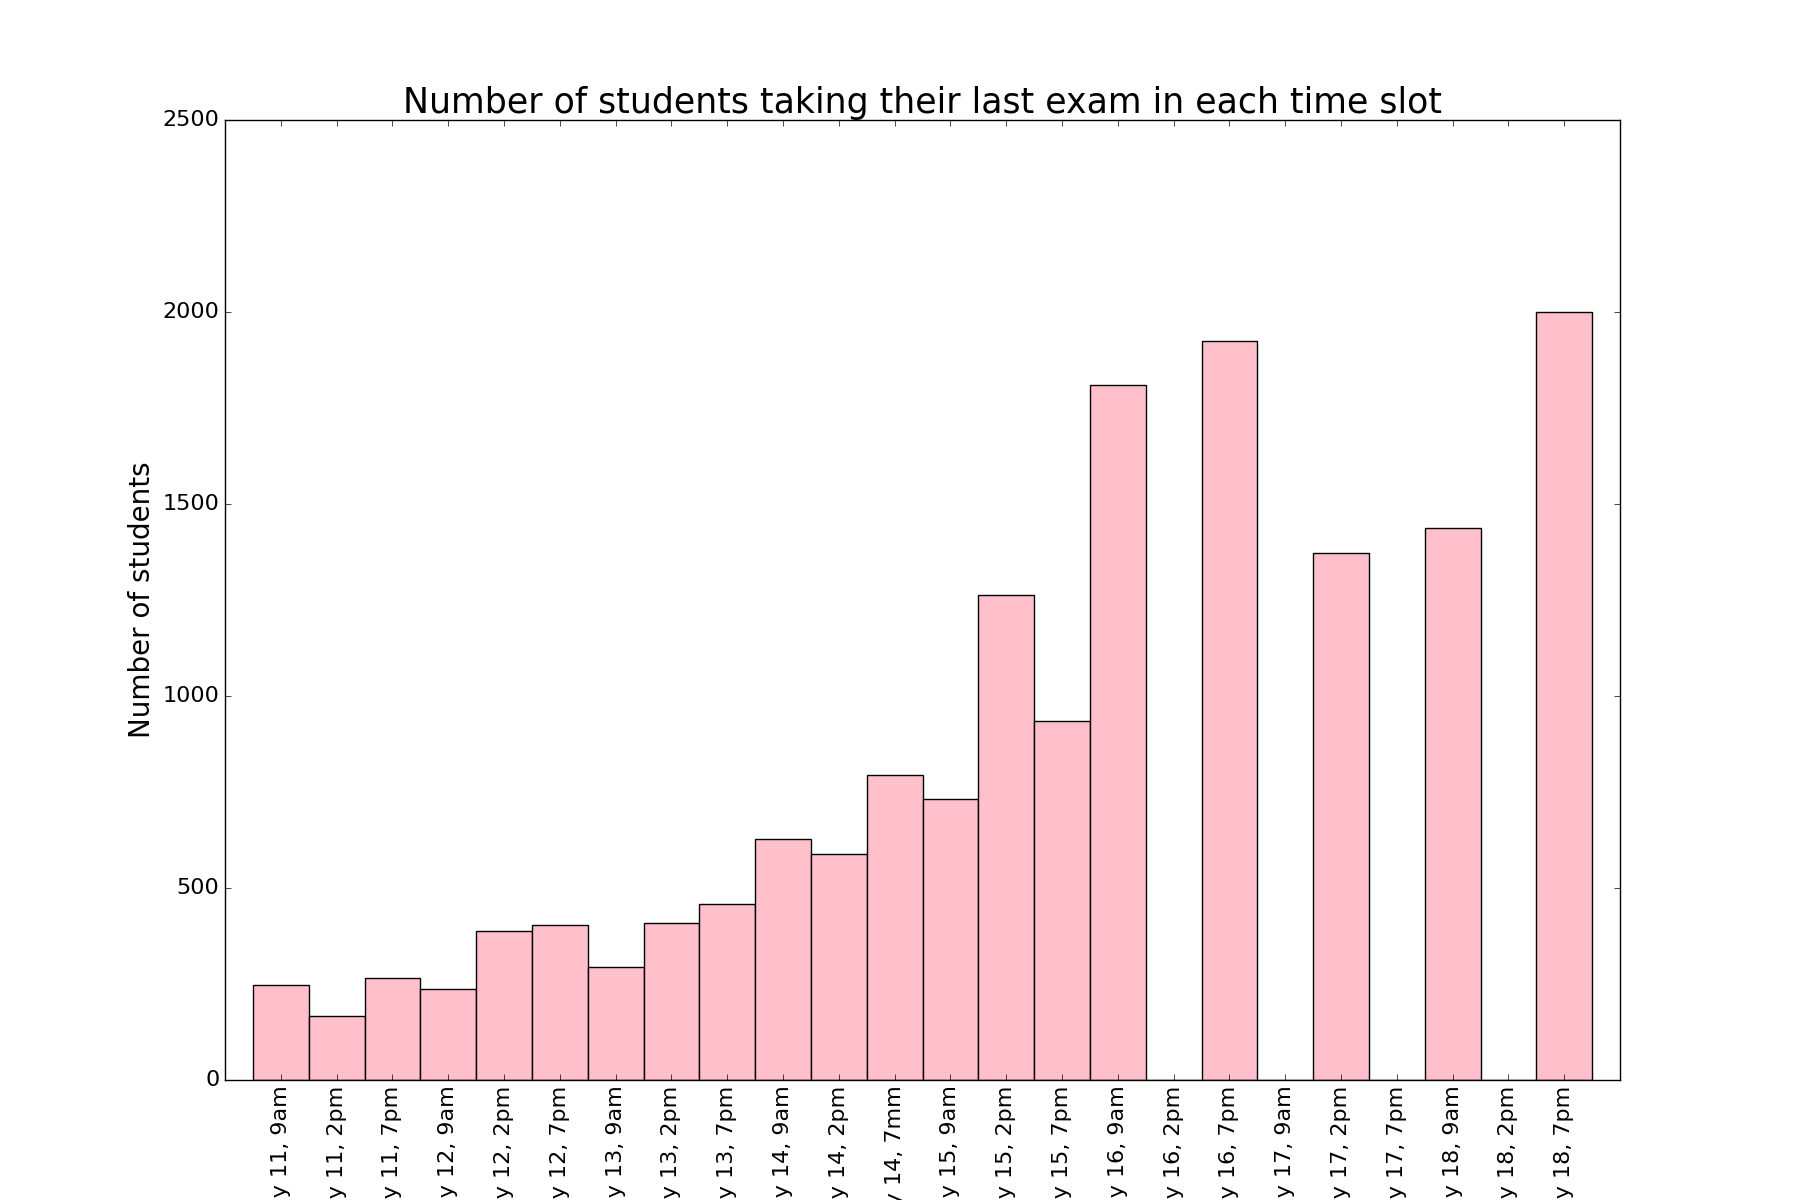 Number of students taking their last exam in each time slot
Number of students
2500
2000
1500
1000
500
0
y 11, 9am
y 11, 2pm
y 11, 7pm
y 12, 9am
y 12, 2pm
y 12, 7pm
y 13, 9am
y 13, 2pm
y 13, 7pm
y 14, 9am
y 14, 2pm
y 14, 7mm
y 15, 9am
y 15, 2pm
y 15, 7pm
y 16, 9am
y 16, 2pm
y 16, 7pm
y 17, 9am
y 17, 2pm
y 17, 7pm
y 18, 9am
y 18, 2pm
y 18, 7pm